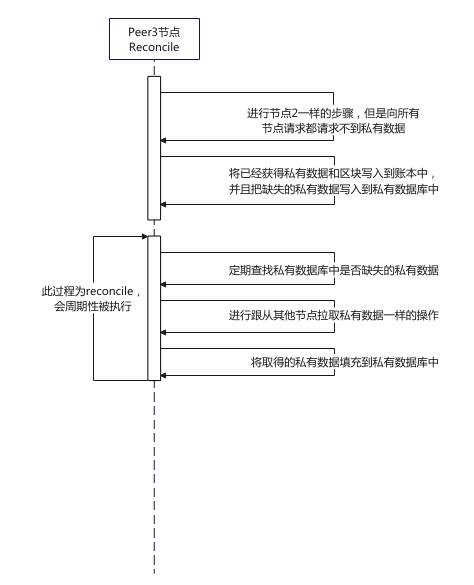 Peer3节点
Reconcile
进行节点2一样的步骤，但是向所有
节点请求都请求不到私有数据
将已经获得私有数据和区块写入到账本中，
并且把缺失的私有数据写入到私有数据库中
定期查找私有数据库中是否缺失的私有数据
此过程为reconcile，
会周期性被执行
进行跟从其他节点拉取私有数据一样的操作
将取得的私有数据填充到私有数据库中